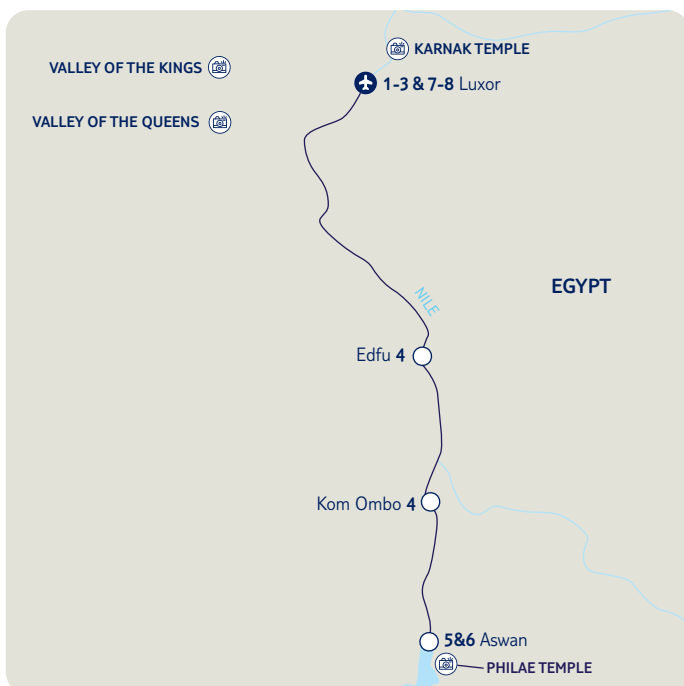 KARNAK TEMPLE
VALLEY OF THE KINGS
1-3 & 7-8 Luxor
VALLEY OF THE QUEENS
EGYPT
NILE
Edfu 4
Kom Ombo 4
5&6 Aswan
PHILAE TEMPLE